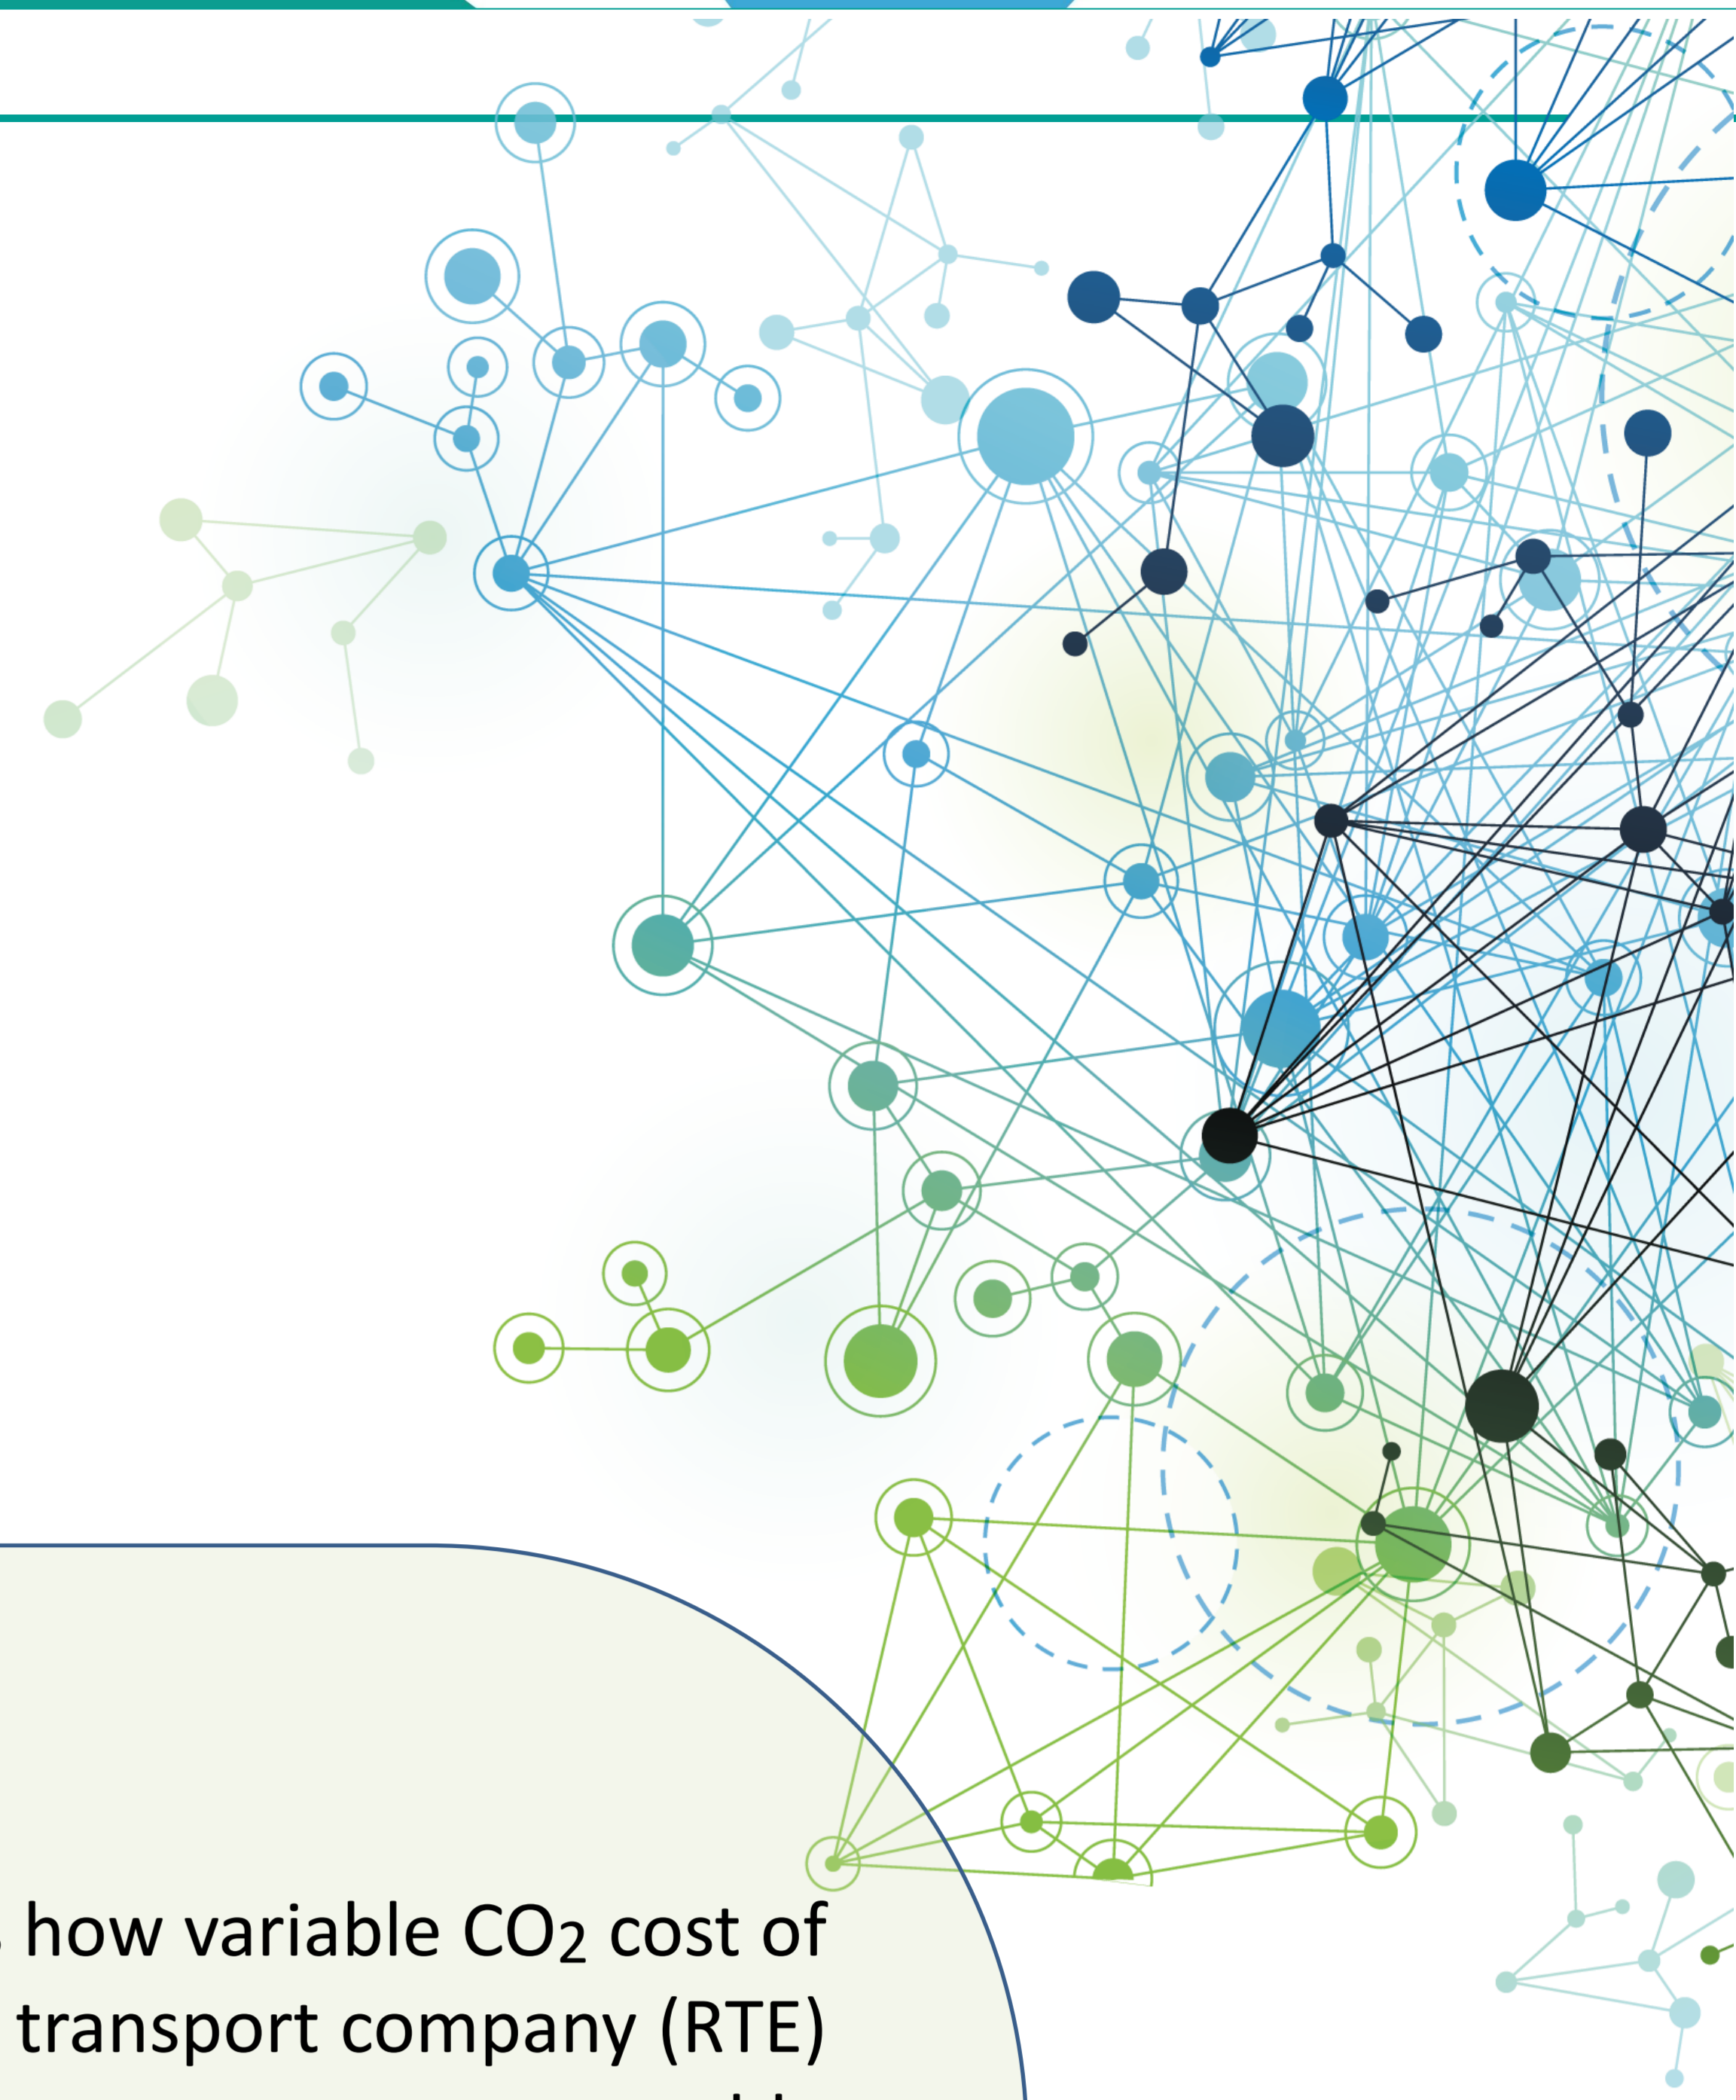 how variable CO₂ cost of
transport company (RTE)